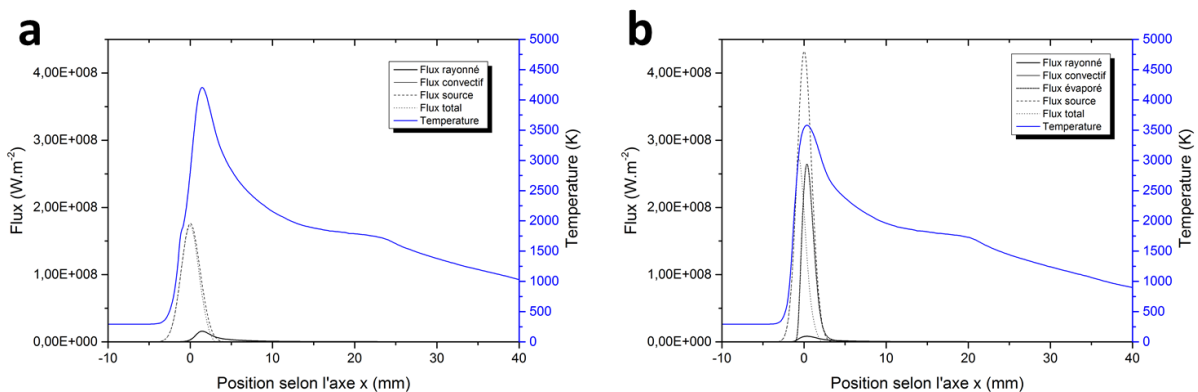 a
Flux (W.m-2)
4,00E+008
3,00E+008
2,00E+008
1,00E+008
0,00E+000
-10
0
10
20
30
40
Position selon l'axe x (mm)
Flux rayonné
Flux convectif
Flux source
Flux total
Temperature
5000
4500
4000
3500
3000
2500
2000
1500
1000
500
0
Temperature (K)
b
Flux (W.m-2)
4,00E+008
3,00E+008
2,00E+008
1,00E+008
0,00E+000
-10
0
10
20
30
40
Position selon l'axe x (mm)
Flux rayonné
Flux convectif
Flux évaporé
Flux source
Flux total
Temperature
5000
4500
4000
3500
3000
2500
2000
1500
1000
500
0
Temperature (K)